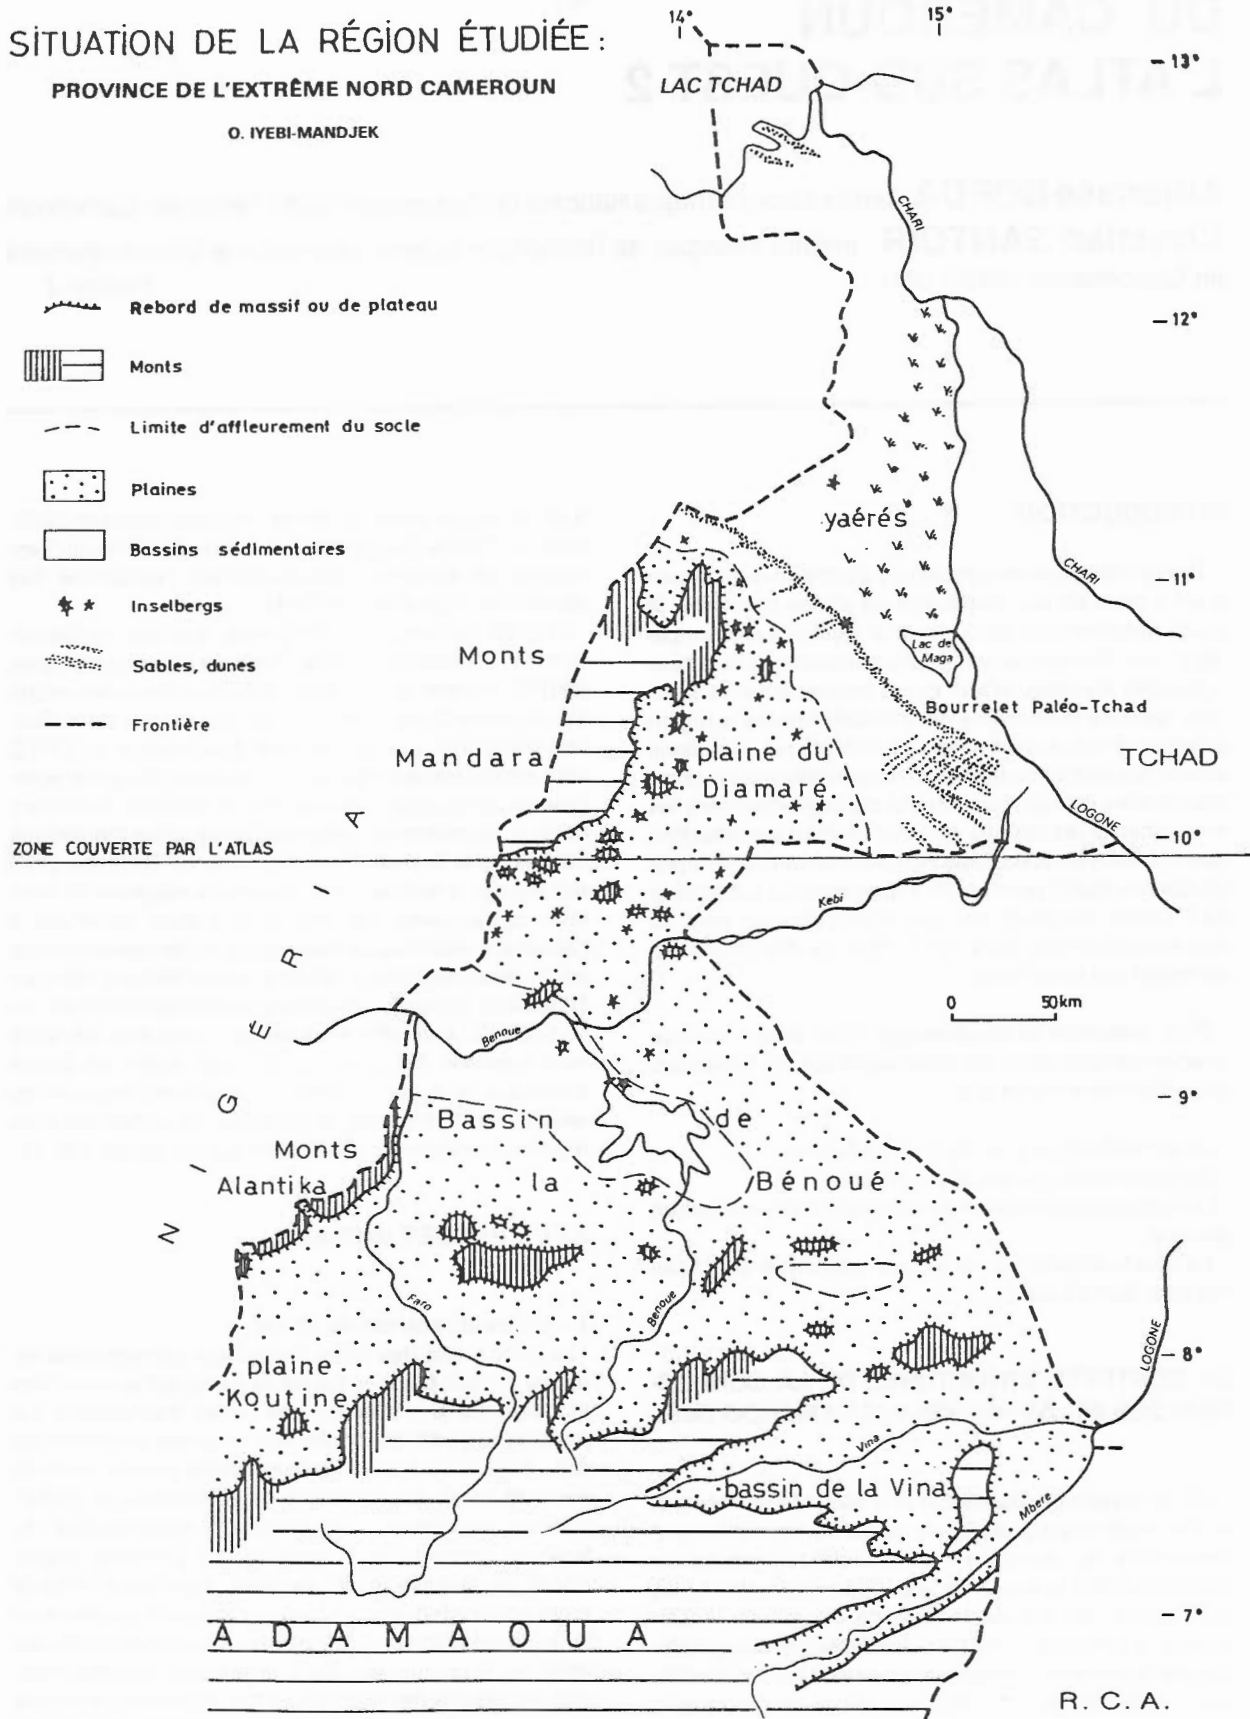 SITUATION DE LA RÉGION ÉTUDIÉE :
PROVINCE DE L'EXTRÊME NORD CAMEROUN
O. IYEBI-MANDJEK
14°
15°
13°
LAC TCHAD
CHARI
Rebord de massif ou de plateau
12°
Monts
Limite d'affleurement du socle
Plaines
Bassins sédimentaires
Inselbergs
Sables, dunes
Frontière
yaérés
CHARI
11°
Lac de
Maga
Monts
Mandara
Bourrelet Paléo-Tchad
plaine du
Diamaré
TCHAD
LOGONE
10°
ZONE COUVERTE PAR L'ATLAS
Kebi
0 50km
NIGÉRIA
Benoue
9°
Bassin de
la Bénoué
Monts
Alantika
Faro
Benoue
LOGONE
8°
plaine
Koutine
Vina
bassin de la Vina
Mbere
7°
ADAMAOUA
R. C. A.